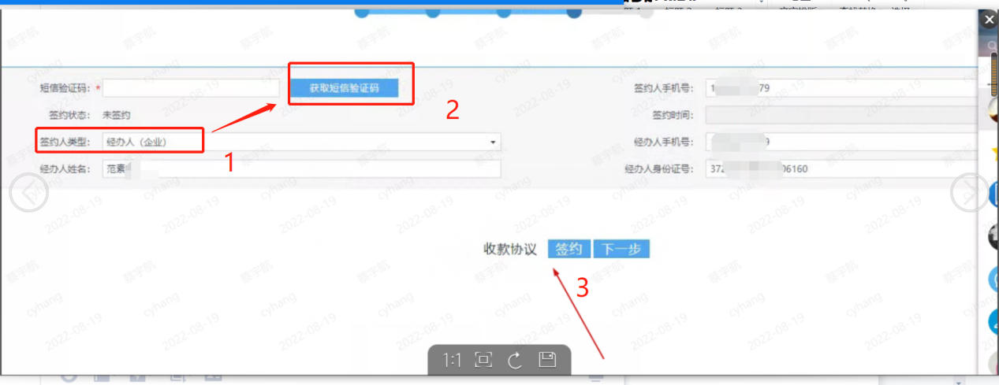 短信验证码: *
获取短信验证码
签约人手机号: 1 79
2
签约状态: 未签约
签约时间:
签约人类型: 经办人（企业）
经办人手机号: 9
1
经办人姓名: 范素
经办人身份证号: 372 06160
收款协议 签约 下一步
3
1:1
蔡宇航
cyhang
2022-08-19